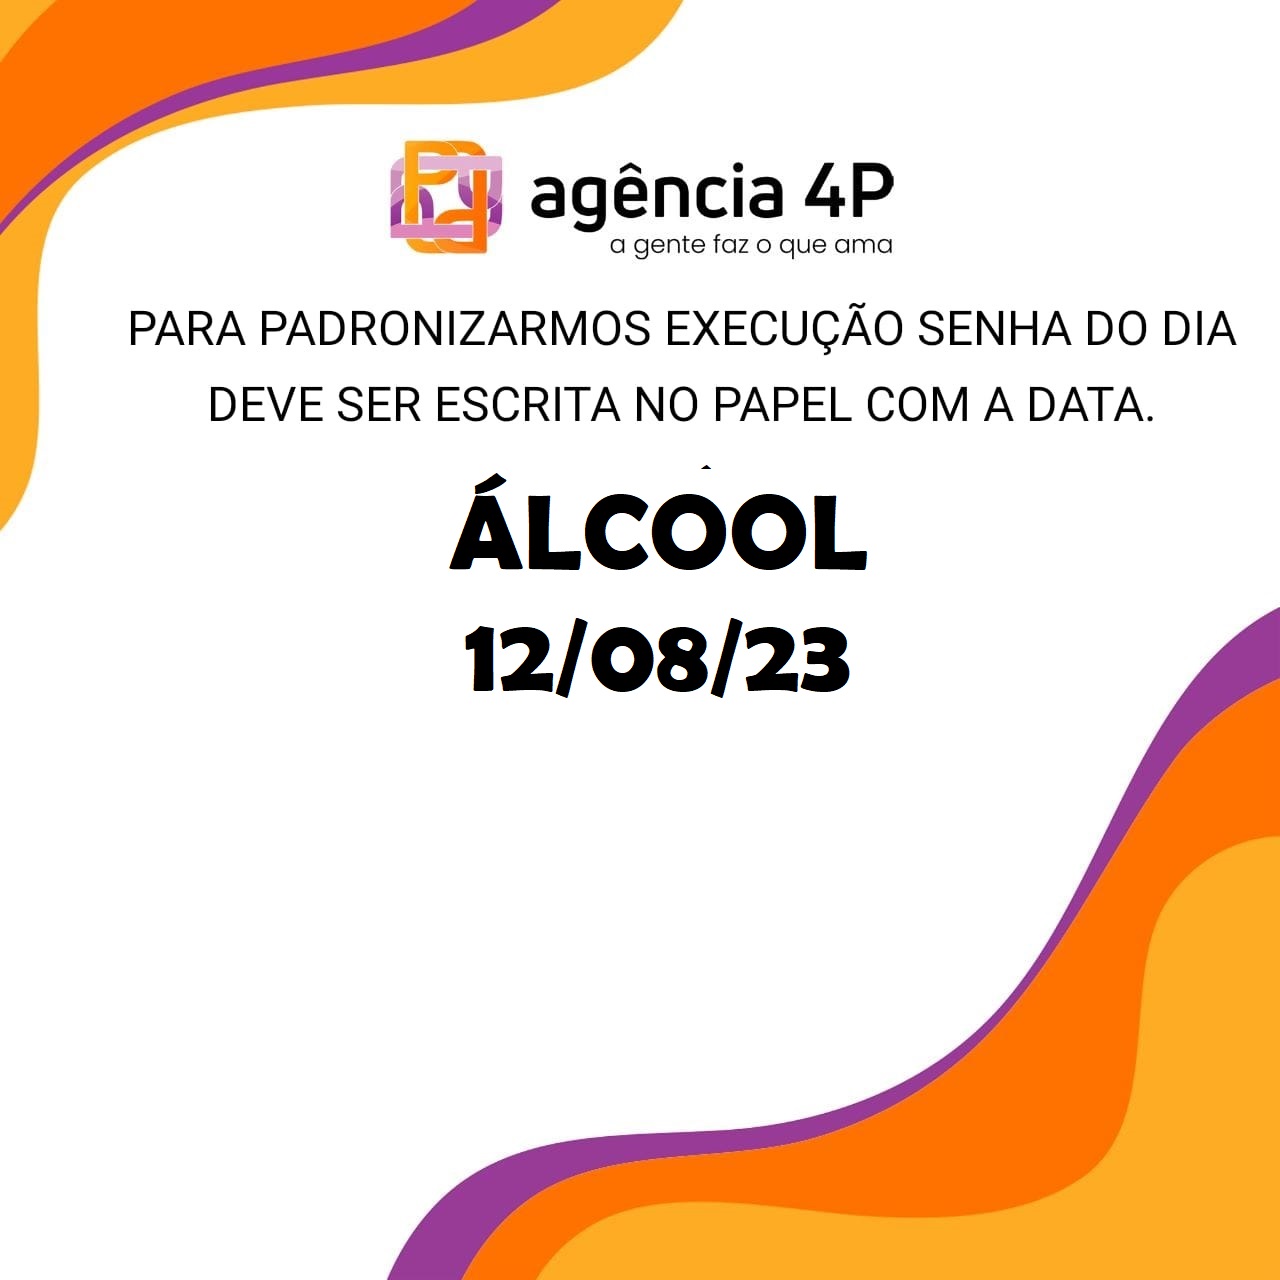 agência 4P
a gente faz o que ama
PARA PADRONIZARMOS EXECUÇÃO SENHA DO DIA
DEVE SER ESCRITA NO PAPEL COM A DATA.
ÁLCOOL
12/08/23